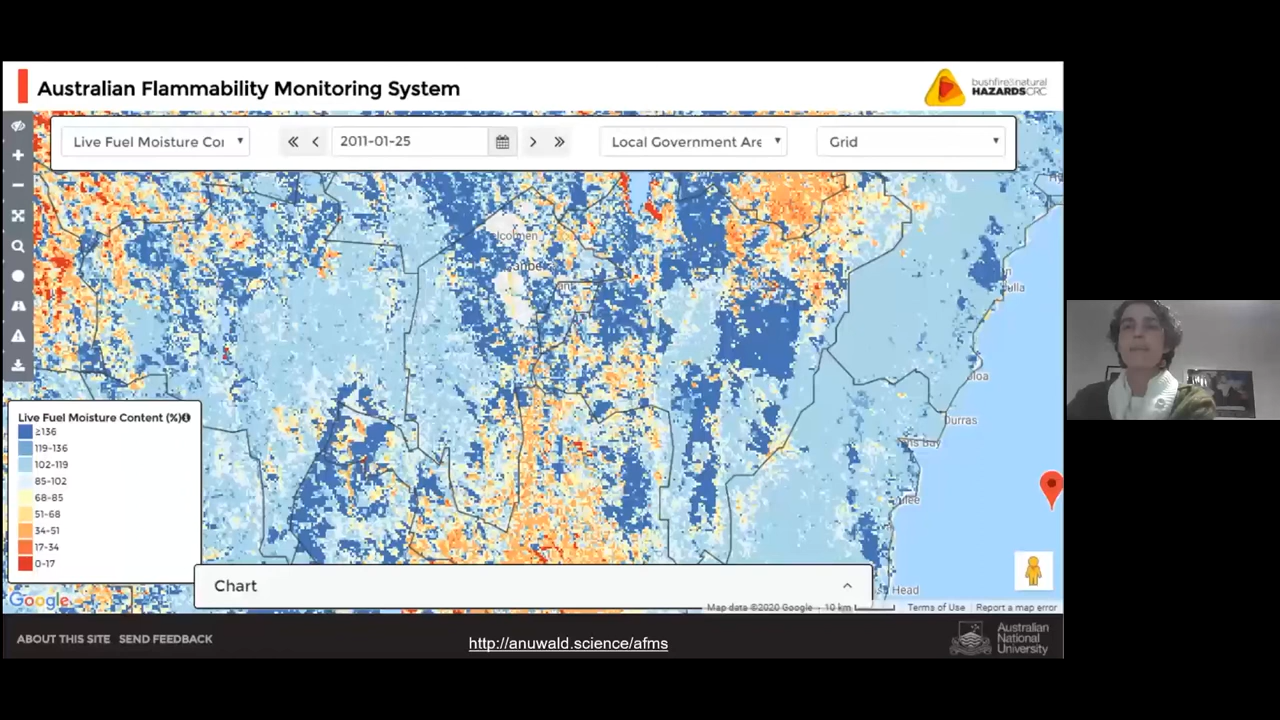 Australian Flammability Monitoring System
bushfire&natural
HAZARDSCRC
Live Fuel Moisture Coi
2011-01-25
Local Government Are
Grid
Live Fuel Moisture Content (%)
≥136
119-136
102-119
85-102
68-85
51-68
34-51
17-34
0-17
Durras
Chart
Google
Map data ©2020 Google
10 km
Terms of Use
Report a map error
ABOUT THIS SITE
SEND FEEDBACK
http://anuwald.science/afms
Australian
National
University